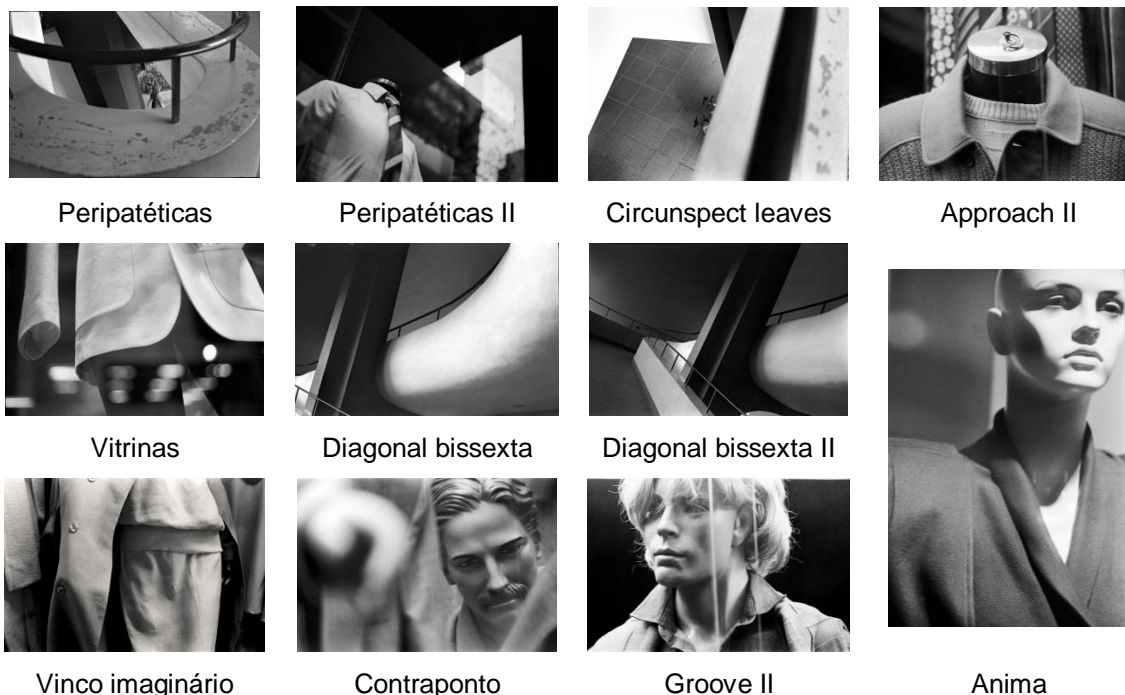 Peripatéticas
Peripatéticas II
Circunspect leaves
Approach II
Vitrinas
Diagonal bissexta
Diagonal bissexta II
Vinco imaginário
Contraponto
Groove II
Anima